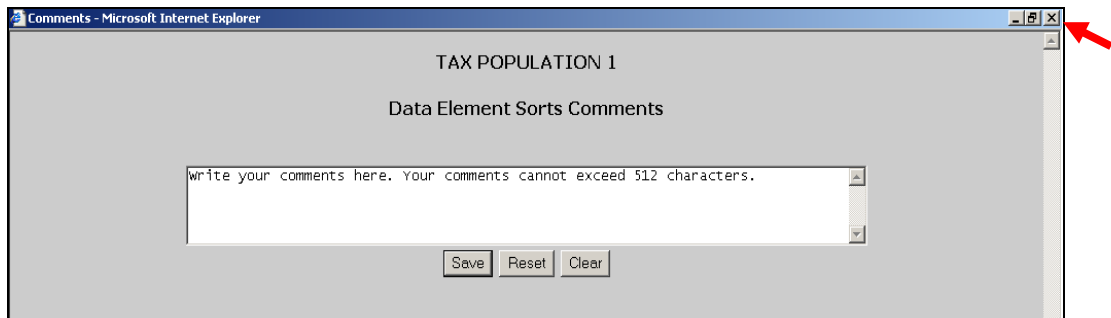 Comments - Microsoft Internet Explorer
TAX POPULATION 1
Data Element Sorts Comments
Write your comments here. Your comments cannot exceed 512 characters.
Save Reset Clear